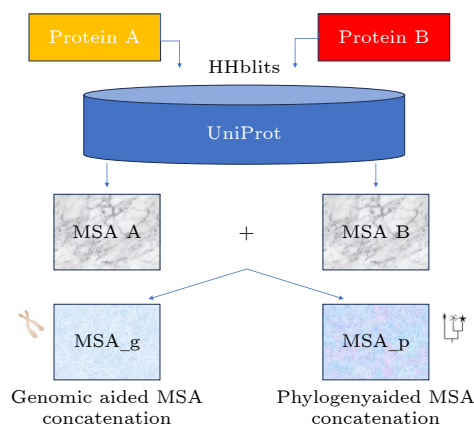 Protein A
Protein B
HHblits
UniProt
MSA A
+
MSA B
MSA_g
MSA_p
Genomic aided MSA
concatenation
Phylogenyaided MSA
concatenation